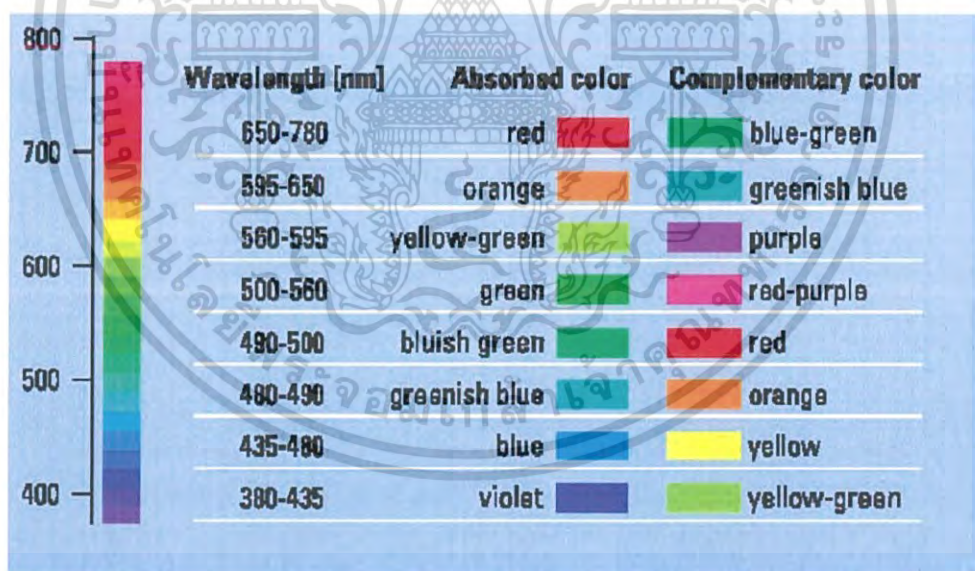 Wavelength [nm] Absorbed color Complementary color
800
650-780 red blue-green
700
595-650 orange greenish blue
560-595 yellow-green purple
600
500-560 green red-purple
490-500 bluish green red
500
480-490 greenish blue orange
435-480 blue yellow
400
380-435 violet yellow-green